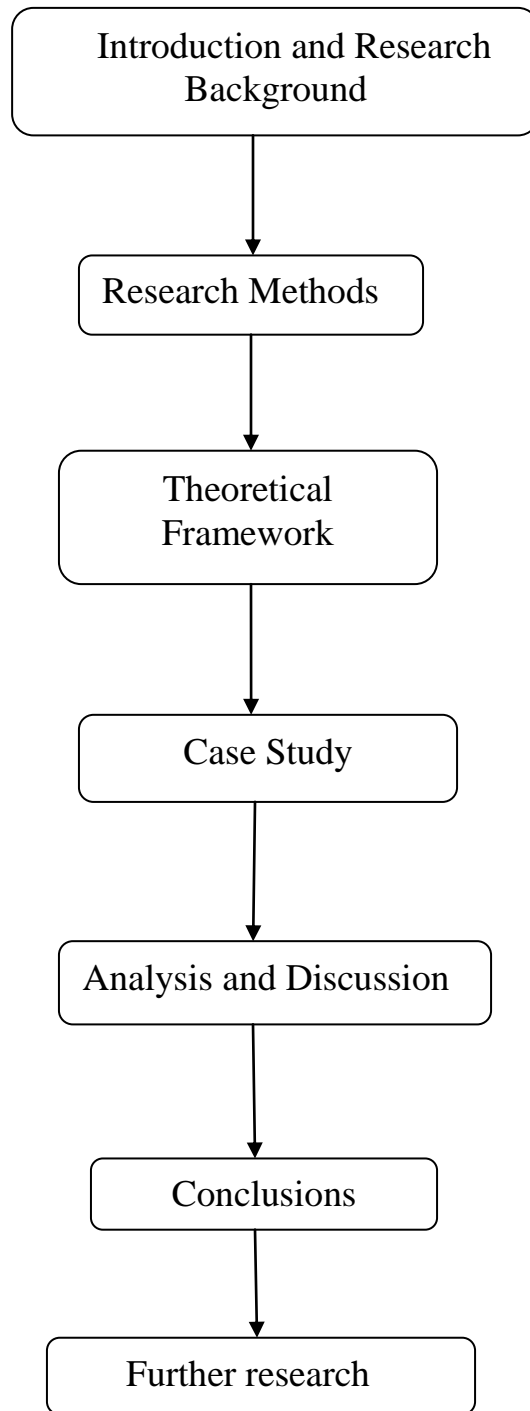 Introduction and Research
Background
Research Methods
Theoretical
Framework
Case Study
Analysis and Discussion
Conclusions
Further research